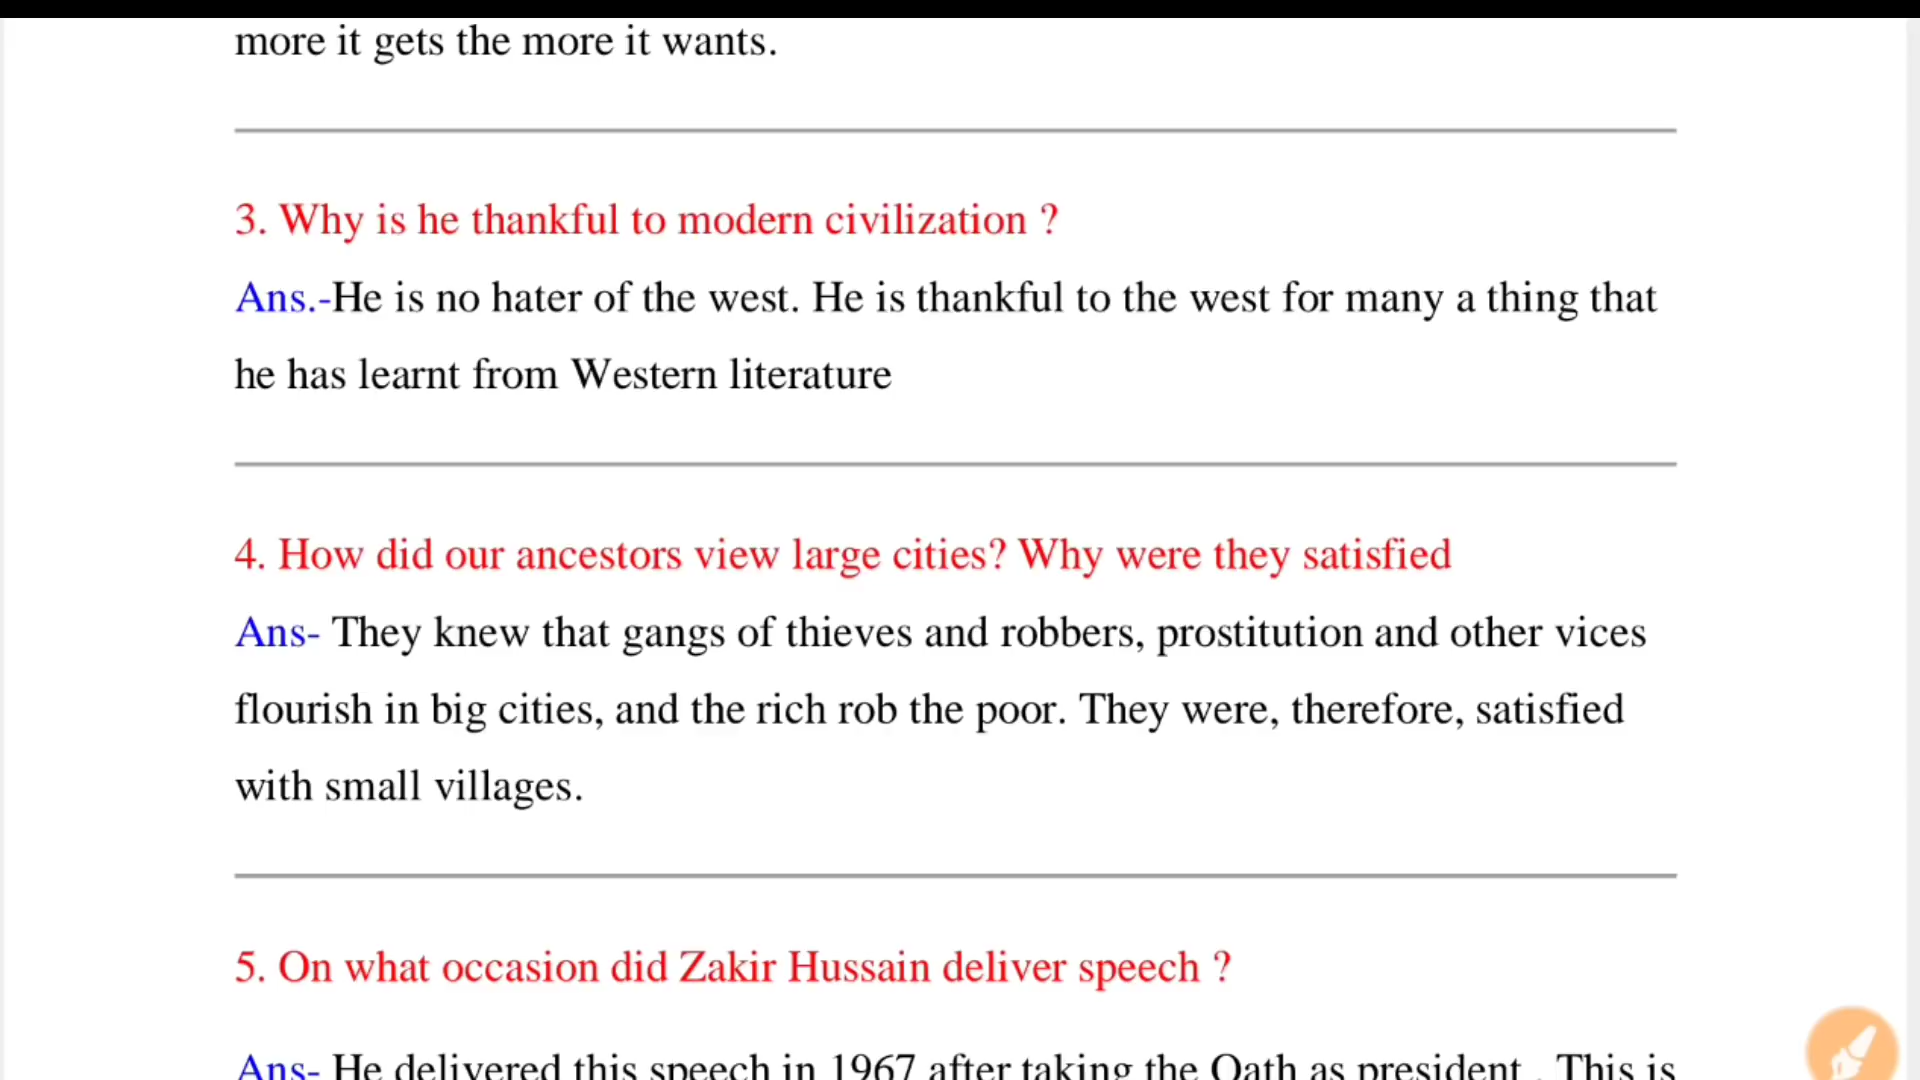 more it gets the more it wants.
3. Why is he thankful to modern civilization ?
Ans.-He is no hater of the west. He is thankful to the west for many a thing that
he has learnt from Western literature
4. How did our ancestors view large cities? Why were they satisfied
Ans- They knew that gangs of thieves and robbers, prostitution and other vices
flourish in big cities, and the rich rob the poor. They were, therefore, satisfied
with small villages.
5. On what occasion did Zakir Hussain deliver speech ?
Ans- He delivered this speech in 1967 after taking the Oath as president . This is